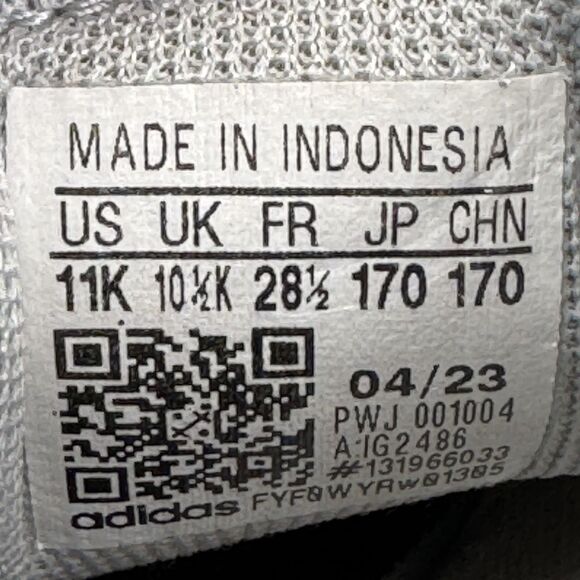 MADE IN INDONESIA
US UK FR JP CHN
11K 10½K 28½ 170 170
04/23
PWJ 001004
A:IG2486
#131966033
FYF0WYRW01305
adidas